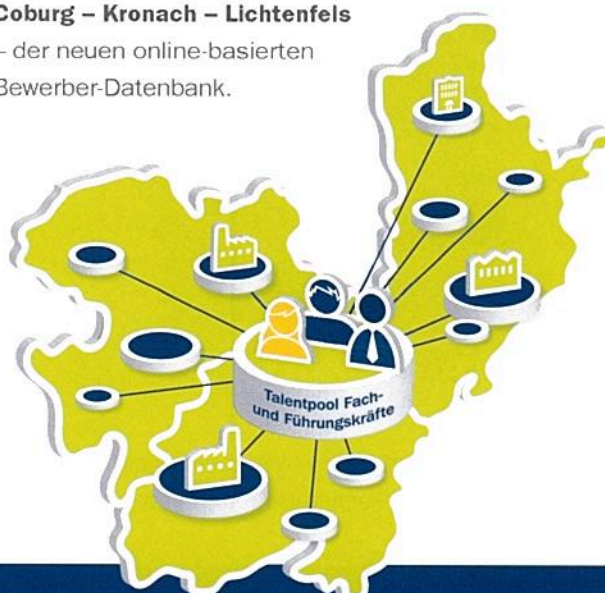 Coburg – Kronach – Lichtenfels
– der neuen online-basierten
Bewerber-Datenbank.
Talentpool Fach-
und Führungskräfte